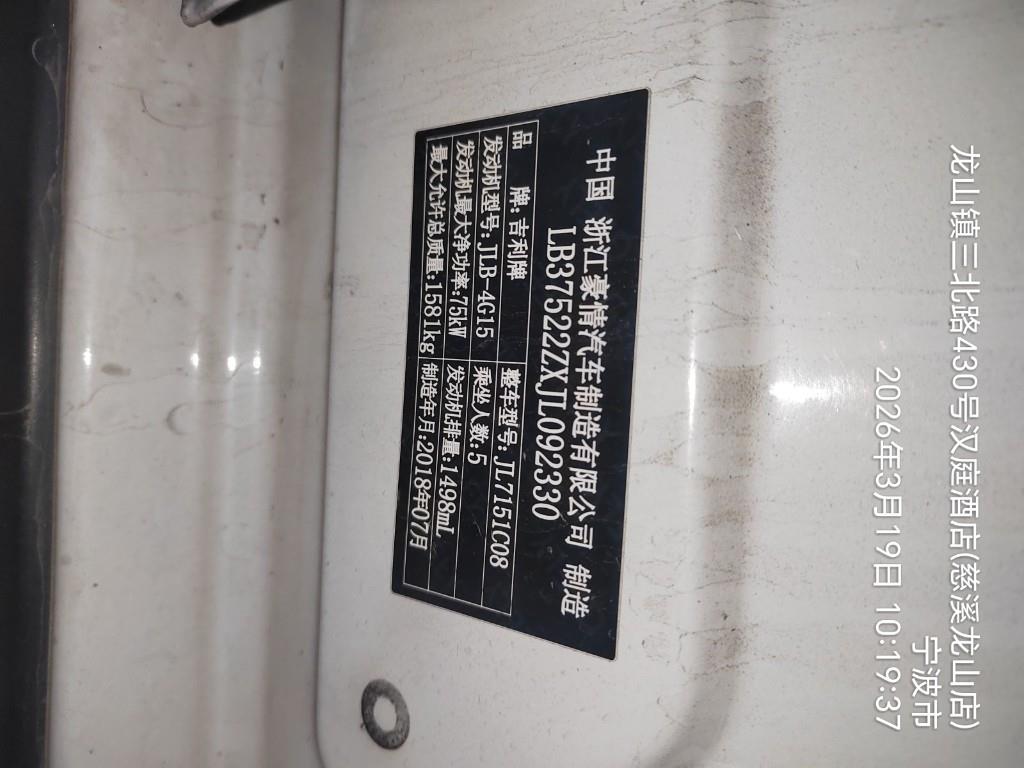 中国 浙江豪情汽车制造有限公司 制造
LB37522ZXJL092330
品 牌:吉利牌 整车型号:JL7151C08
发动机型号:JLB-4G15 乘坐人数:5
发动机最大净功率:75kW 发动机排量:1498mL
最大允许总质量:1581kg 制造年月:2018年07月
龙山镇三北路430号汉庭酒店(慈溪龙山店)
宁波市
2026年3月19日 10:19:37